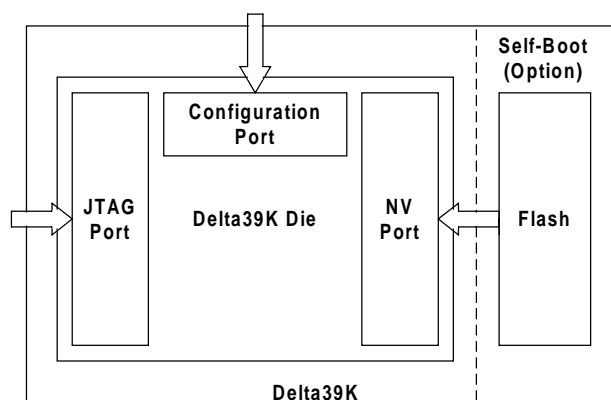 Self-Boot
(Option)
Configuration
Port
JTAG
Port
Delta39K Die
NV
Port
Flash
Delta39K